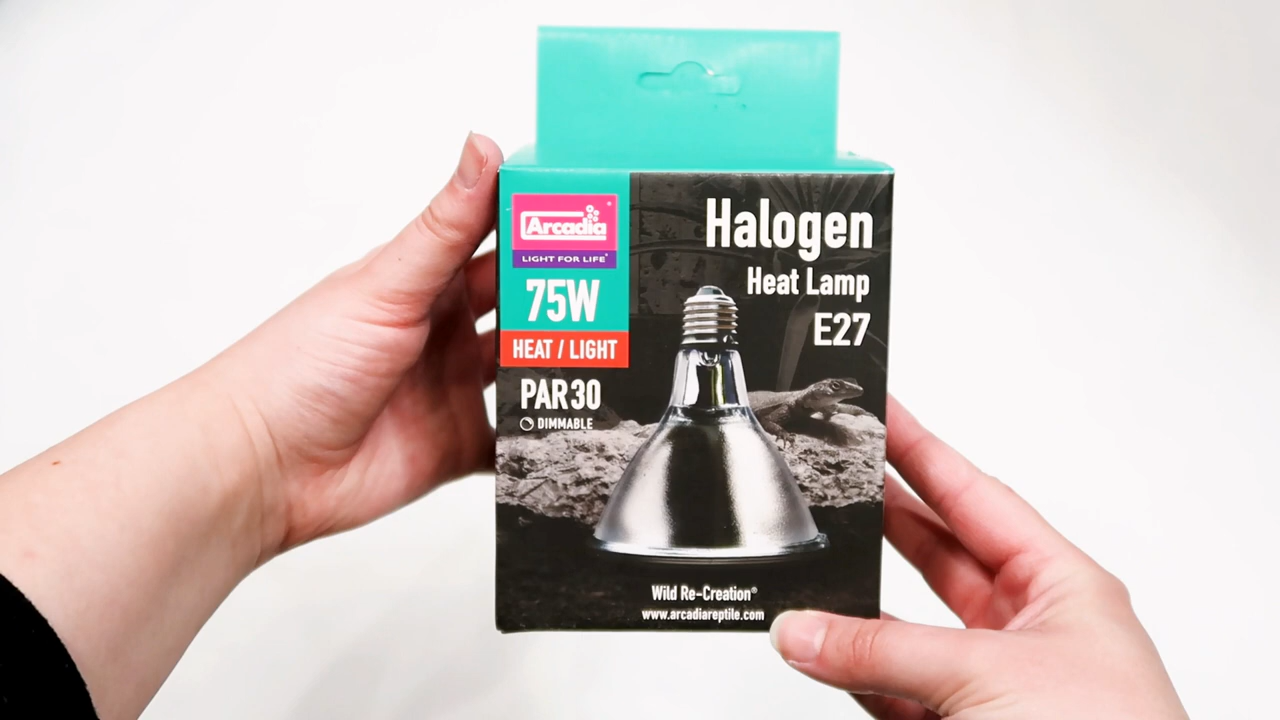 Arcadia
LIGHT FOR LIFE
75W
HEAT / LIGHT
PAR30
DIMMABLE
Halogen
Heat Lamp
E27
Wild Re-Creation®
www.arcadiareptile.com